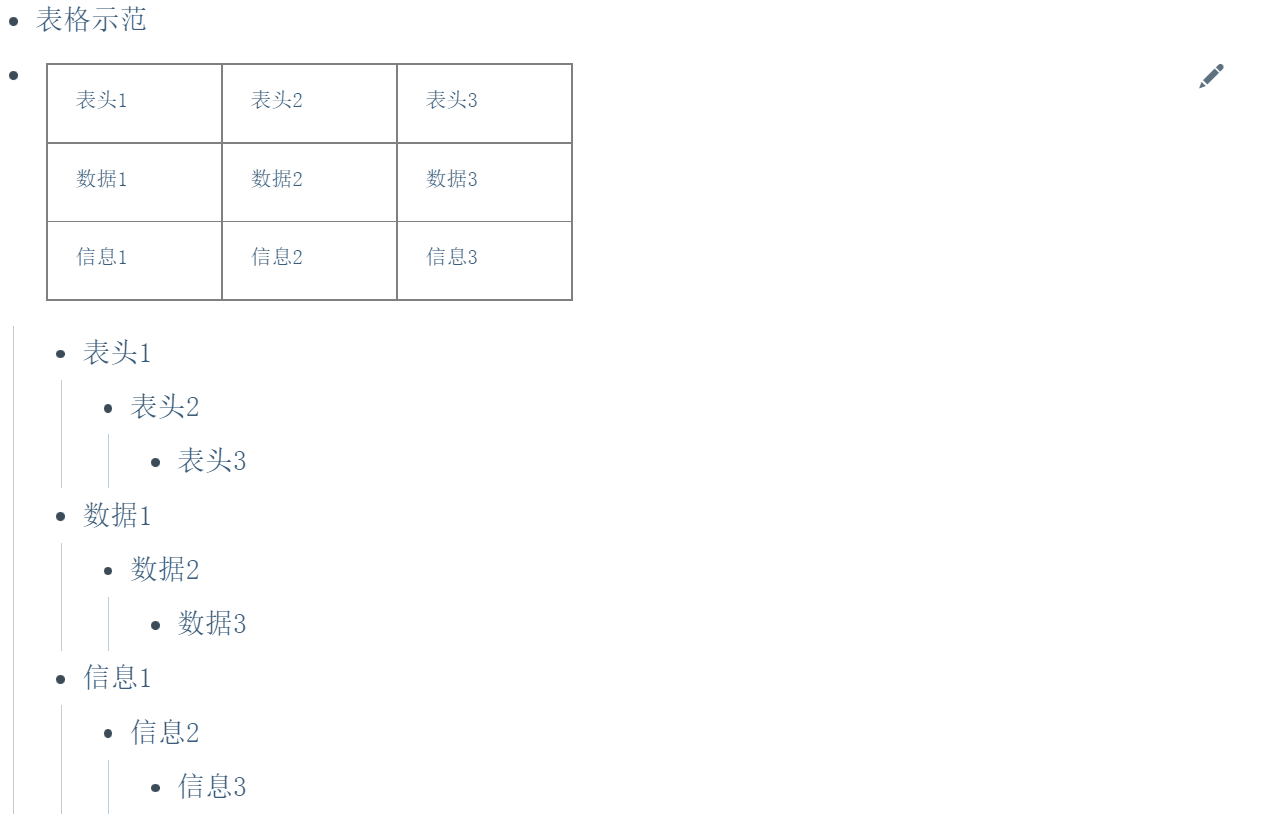 表格示范
表头1 表头2 表头3
数据1 数据2 数据3
信息1 信息2 信息3
表头1
表头2
表头3
数据1
数据2
数据3
信息1
信息2
信息3